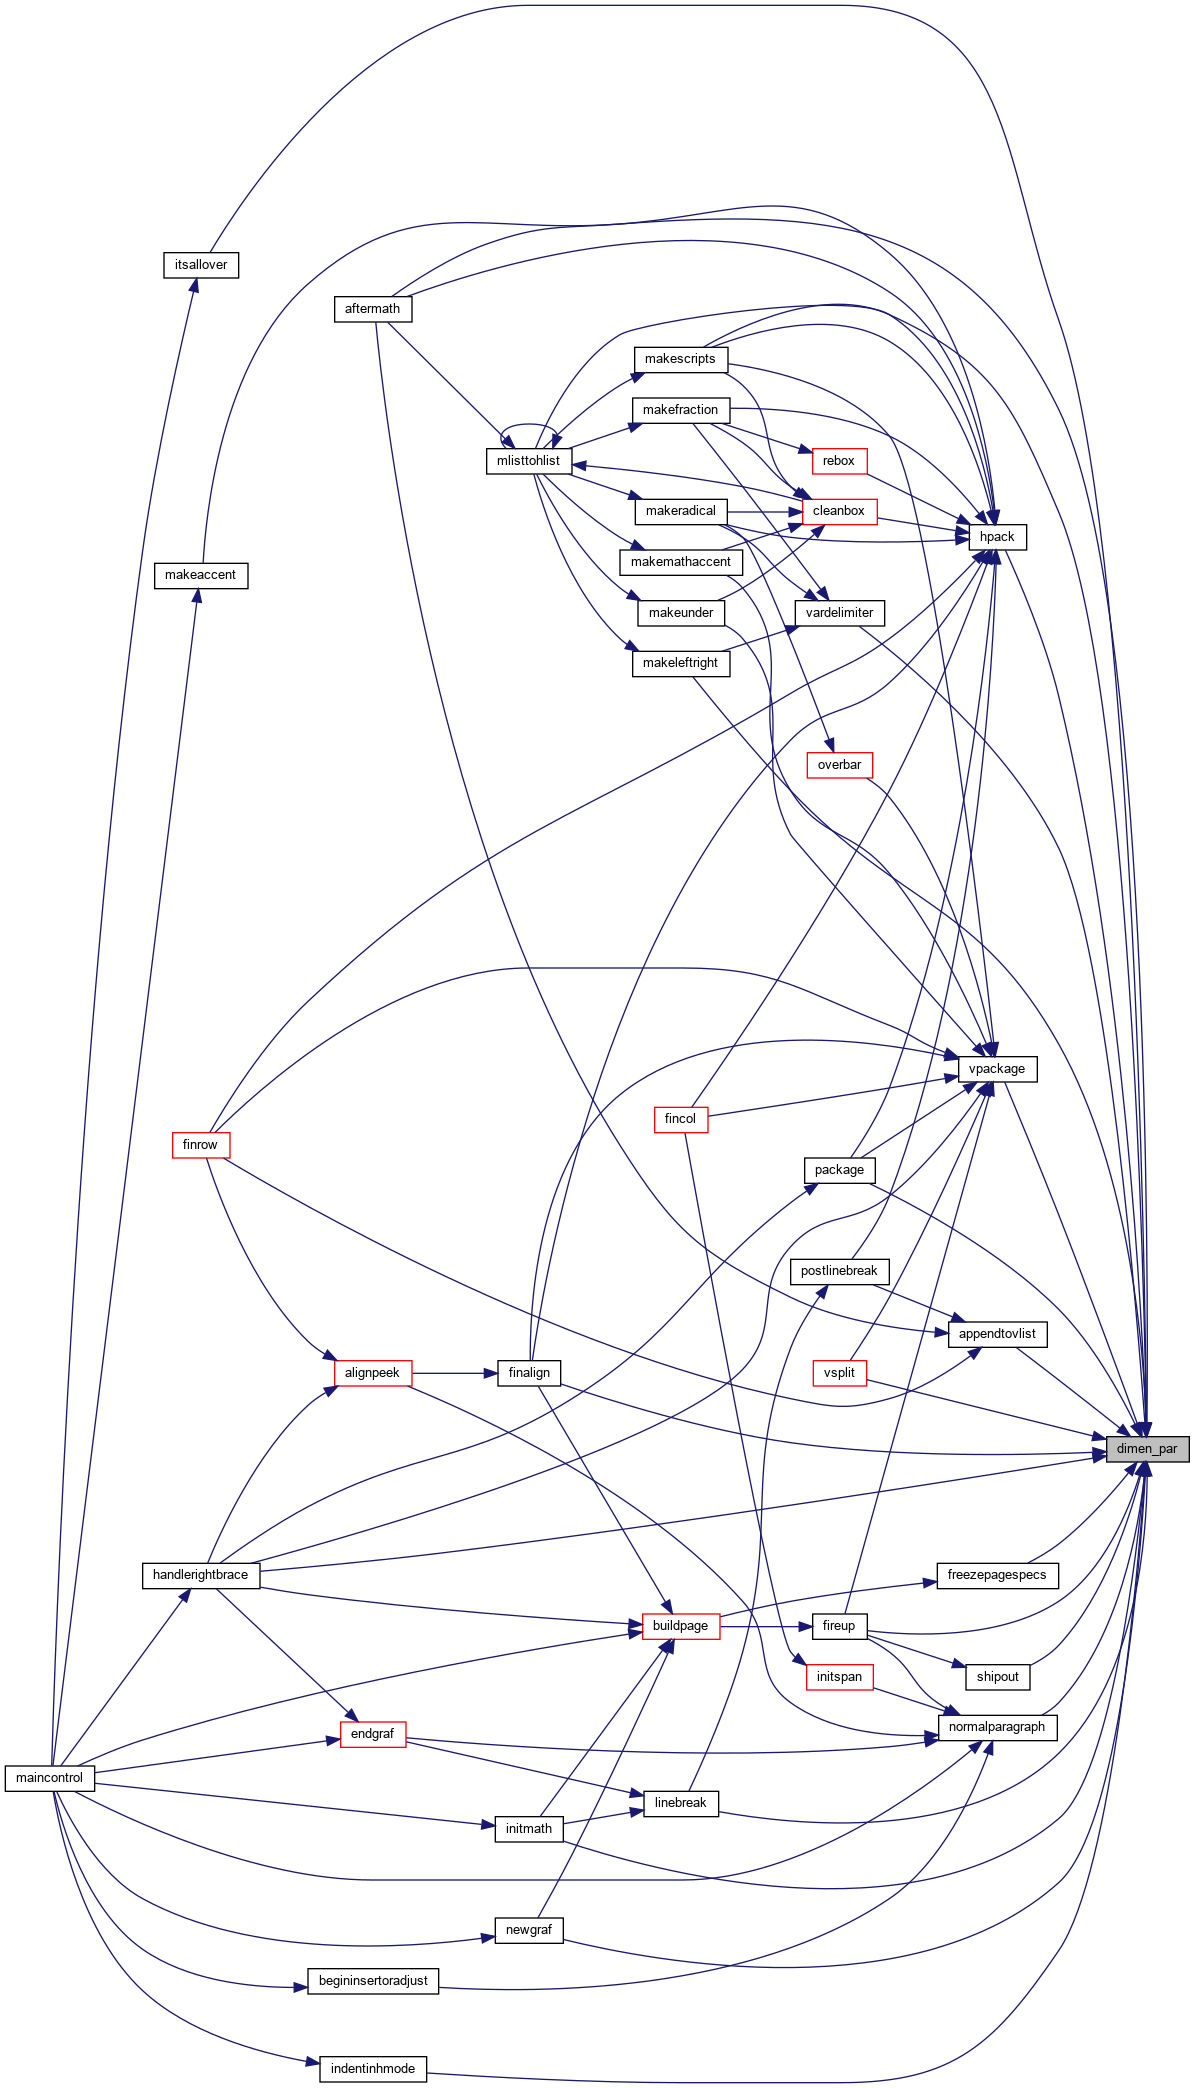 itsallover
aftermath
makescripts
makefraction
mlisttohlist
rebox
makeradical
cleanbox
hpack
makemathaccent
makeaccent
makeunder
vardelimiter
makeleftright
overbar
vpackage
fincol
finrow
package
postlinebreak
appendtovlist
alignpeek
finalign
vsplit
dimen_par
handlerightbrace
freezepagespecs
buildpage
fireup
initspan
shipout
endgraf
normalparagraph
maincontrol
linebreak
initmath
newgraf
begininsertoradjust
indentinhmode